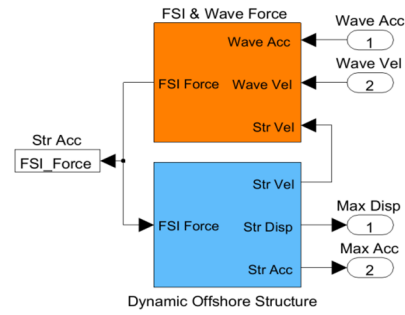 FSI & Wave Force
Wave Acc
Wave Acc
1
Wave Vel
FSI Force
Wave Vel
2
Str Vel
Str Acc
FSI_Force
Str Vel
Max Disp
FSI Force
Str Disp
1
Max Acc
Str Acc
2
Dynamic Offshore Structure